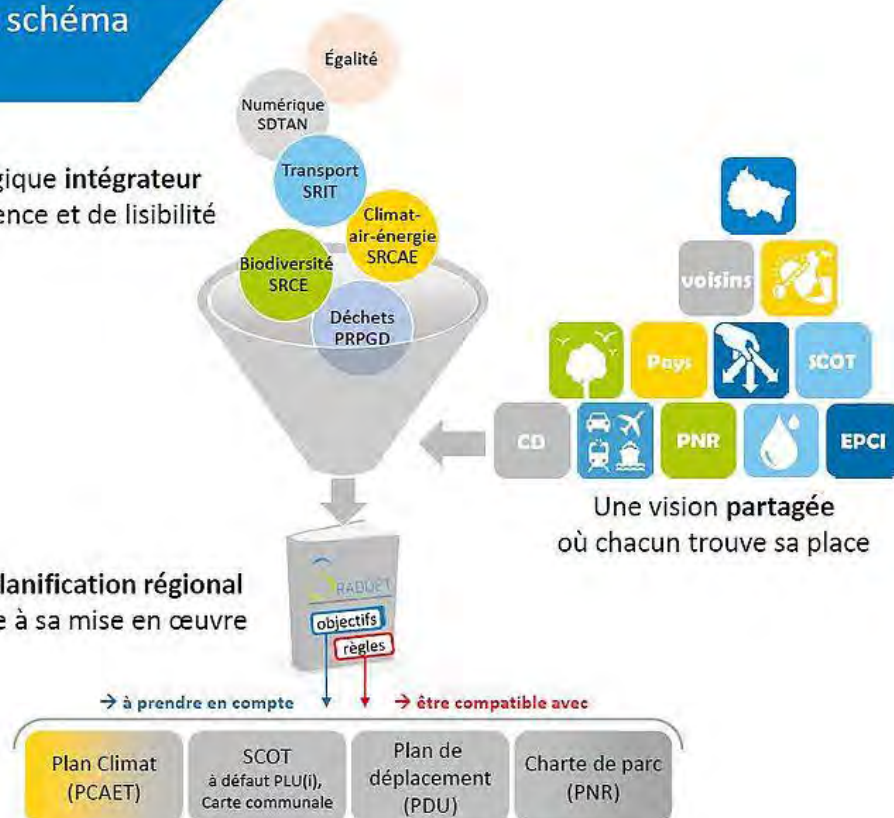 schéma
Égalité
Numérique
SDTAN
Transport
SRIT
Climat-
air-énergie
SRCAE
Biodiversité
SRCE
Déchets
PRPGD
gique intégrateur
ence et de lisibilité
voisins
Pays
SCOT
CD
PNR
EPCI
Une vision partagée
où chacun trouve sa place
lanification régional
e à sa mise en œuvre
SRADDET
objectifs
règles
→ à prendre en compte
→ être compatible avec
Plan Climat
(PCAET)
SCOT
à défaut PLU(i),
Carte communale
Plan de
déplacement
(PDU)
Charte de parc
(PNR)